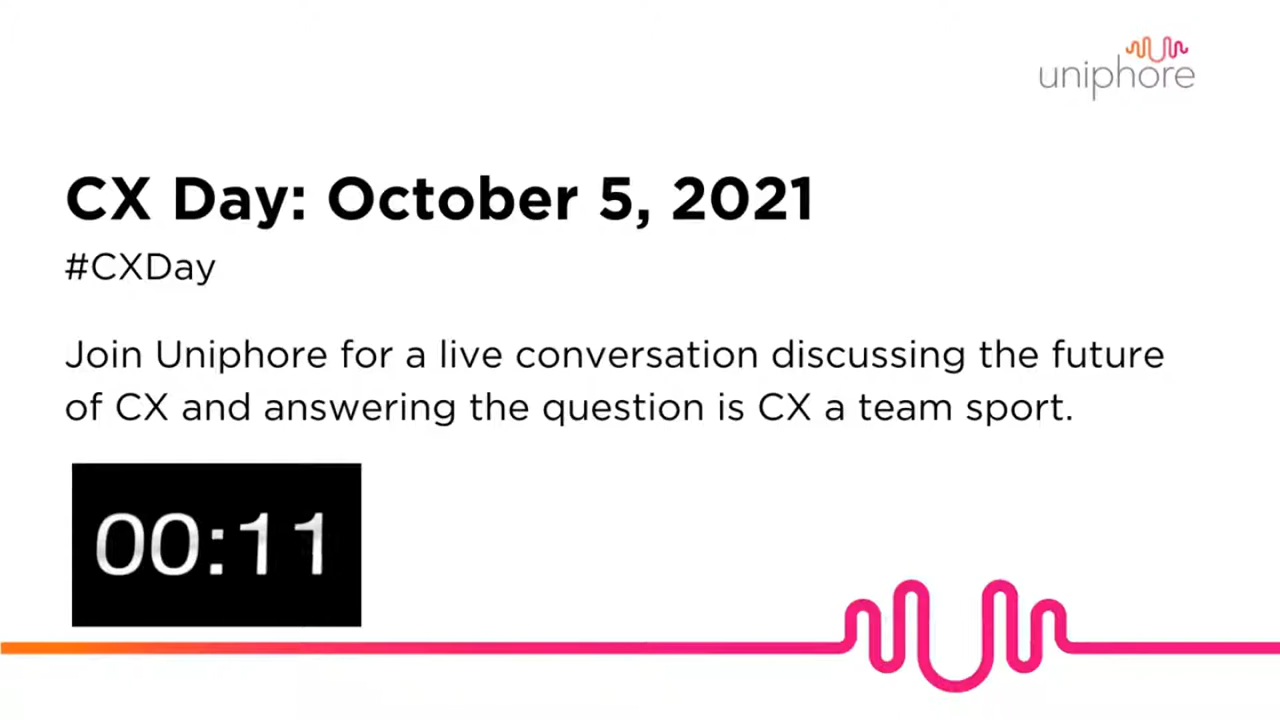 uniphore
CX Day: October 5, 2021
#CXDay
Join Uniphore for a live conversation discussing the future
of CX and answering the question is CX a team sport.
00:11